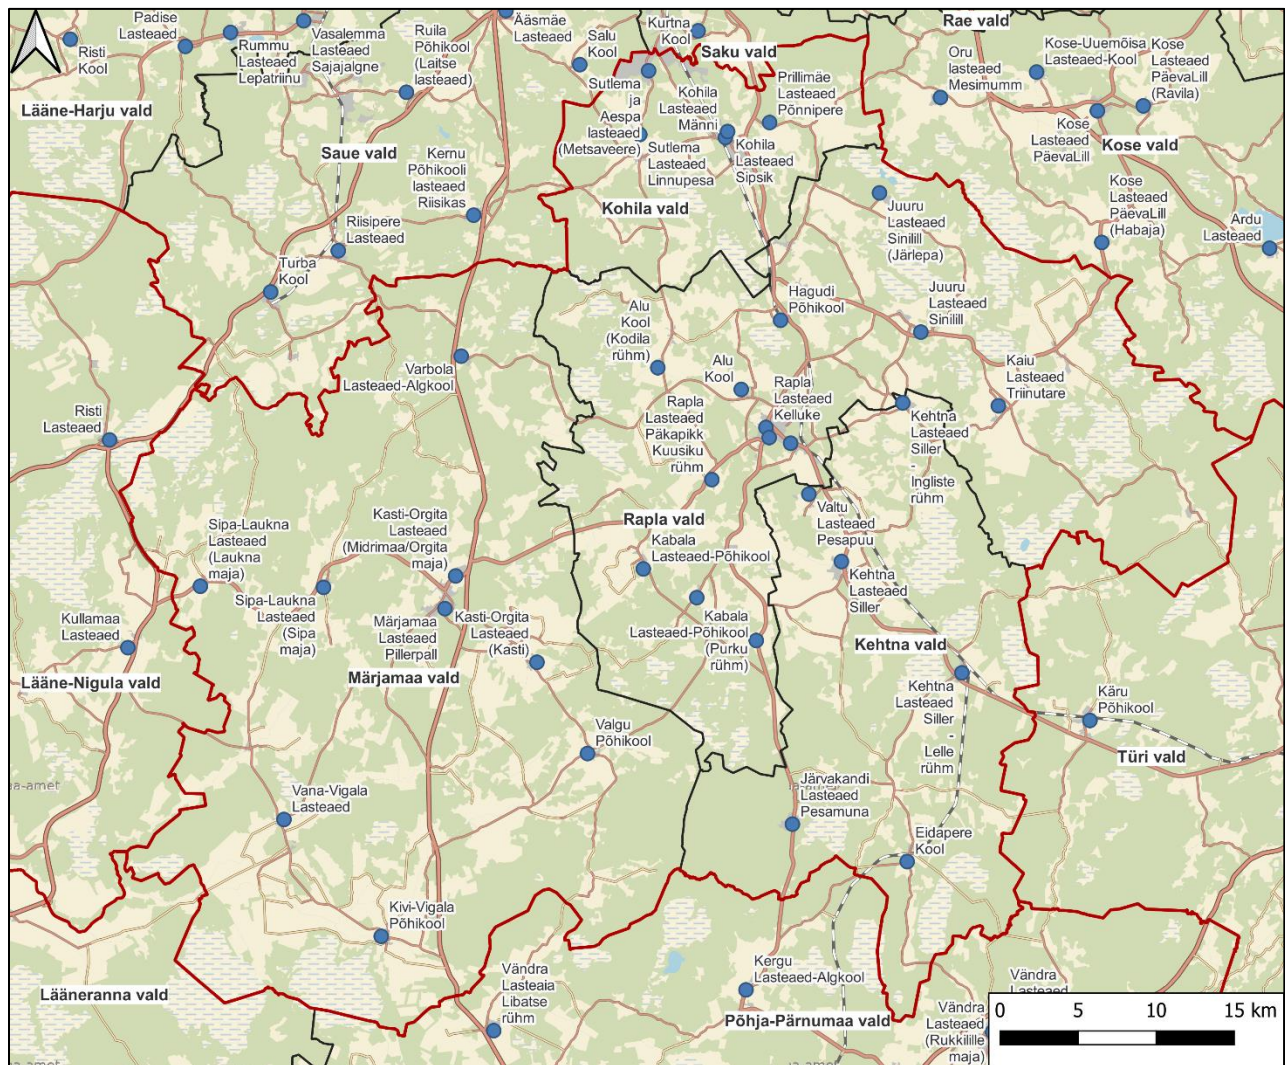 Risti
Kool
Padise
Lasteaed
Rummu
Lasteaed
Lepatriinu
Vasalemma
Lasteaed
Sajajalgne
Ruila
Põhikool
(Laitse
lasteaed)
Ääsmäe
Lasteaed
Salu
Kool
Kurtna
Kool
Saku vald
Rae vald
Oru
lasteaed
Mesimumm
Kose-Uuemõisa
Lasteaed-Kool
Kose
Lasteaed
PäevaLill
(Ravila)
Lääne-Harju vald
Saue vald
Sutlema
ja
Aespa
lasteaed
(Metsaveere)
Kohila
Lasteaed
Männi
Prillimäe
Lasteaed
Põnnipere
Kose
Lasteaed
PäevaLill
Kose vald
Kernu
Põhikooli
lasteaed
Riisikas
Sutlema
Lasteaed
Linnupesa
Kohila
Lasteaed
Sipsik
Kohila vald
Juuru
Lasteaed
Sinilill
(Järlepa)
Kose
Lasteaed
PäevaLill
(Habaja)
Ardu
Lasteaed
Riisipere
Lasteaed
Turba
Kool
Hagudi
Põhikool
Juuru
Lasteaed
Sinilill
Alu
Kool
(Kodila
rühm)
Varbola
Lasteaed-Algkool
Alu
Kool
Rapla
Lasteaed
Kelluke
Kaiu
Lasteaed
Triinutare
Risti
Lasteaed
Rapla
Lasteaed
Päkapikk
Kuusiku
rühm
Kehtna
Lasteaed
Siller
-
Ingliste
rühm
Rapla vald
Valtu
Lasteaed
Pesapuu
Sipa-Laukna
Lasteaed
(Laukna
maja)
Kasti-Orgita
Lasteaed
(Midrimaa/Orgita
maja)
Kabala
Lasteaed-Põhikool
Kehtna
Lasteaed
Siller
Kullamaa
Lasteaed
Sipa-Laukna
Lasteaed
(Sipa
maja)
Märjamaa
Lasteaed
Pillerpall
Kasti-Orgita
Lasteaed
(Kasti)
Kabala
Lasteaed-Põhikool
(Purku
rühm)
Kehtna vald
Lääne-Nigula vald
Märjamaa vald
Kehtna
Lasteaed
Siller
-
Lelle
rühm
Käru
Põhikool
Türi vald
Valgu
Põhikool
Vana-Vigala
Lasteaed
Järvakandi
Lasteaed
Pesamuna
Eidapere
Kool
Kivi-Vigala
Põhikool
Lääneranna vald
Vändra
Lasteaia
Libatse
rühm
Kergu
Lasteaed-Algkool
Põhja-Pärnumaa vald
Vändra
Lasteaed
(Rukkilille
maja)
Vändra
0 5 10 15 km